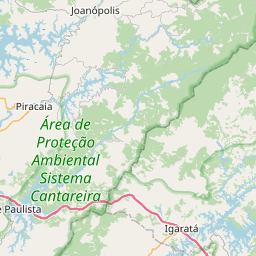 Joanópolis
Piracaia
Área de
Proteção
Ambiental
Sistema
Cantareira
e Paulista
Igaratá